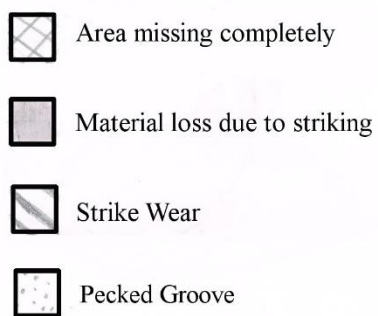 Area missing completely
Material loss due to striking
Strike Wear
Pecked Groove